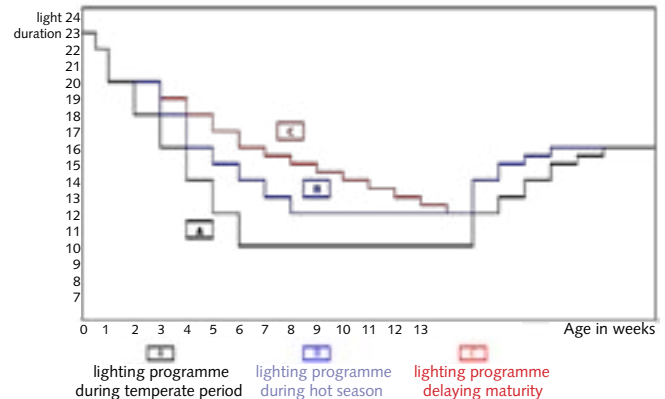 light 24
duration 23
22
21
20
19
18
17
16
15
14
13
12
11
10
9
8
7
C
B
A
0 1 2 3 4 5 6 7 8 9 10 11 12 13 Age in weeks
lighting programme
during temperate period
lighting programme
during hot season
lighting programme
delaying maturity